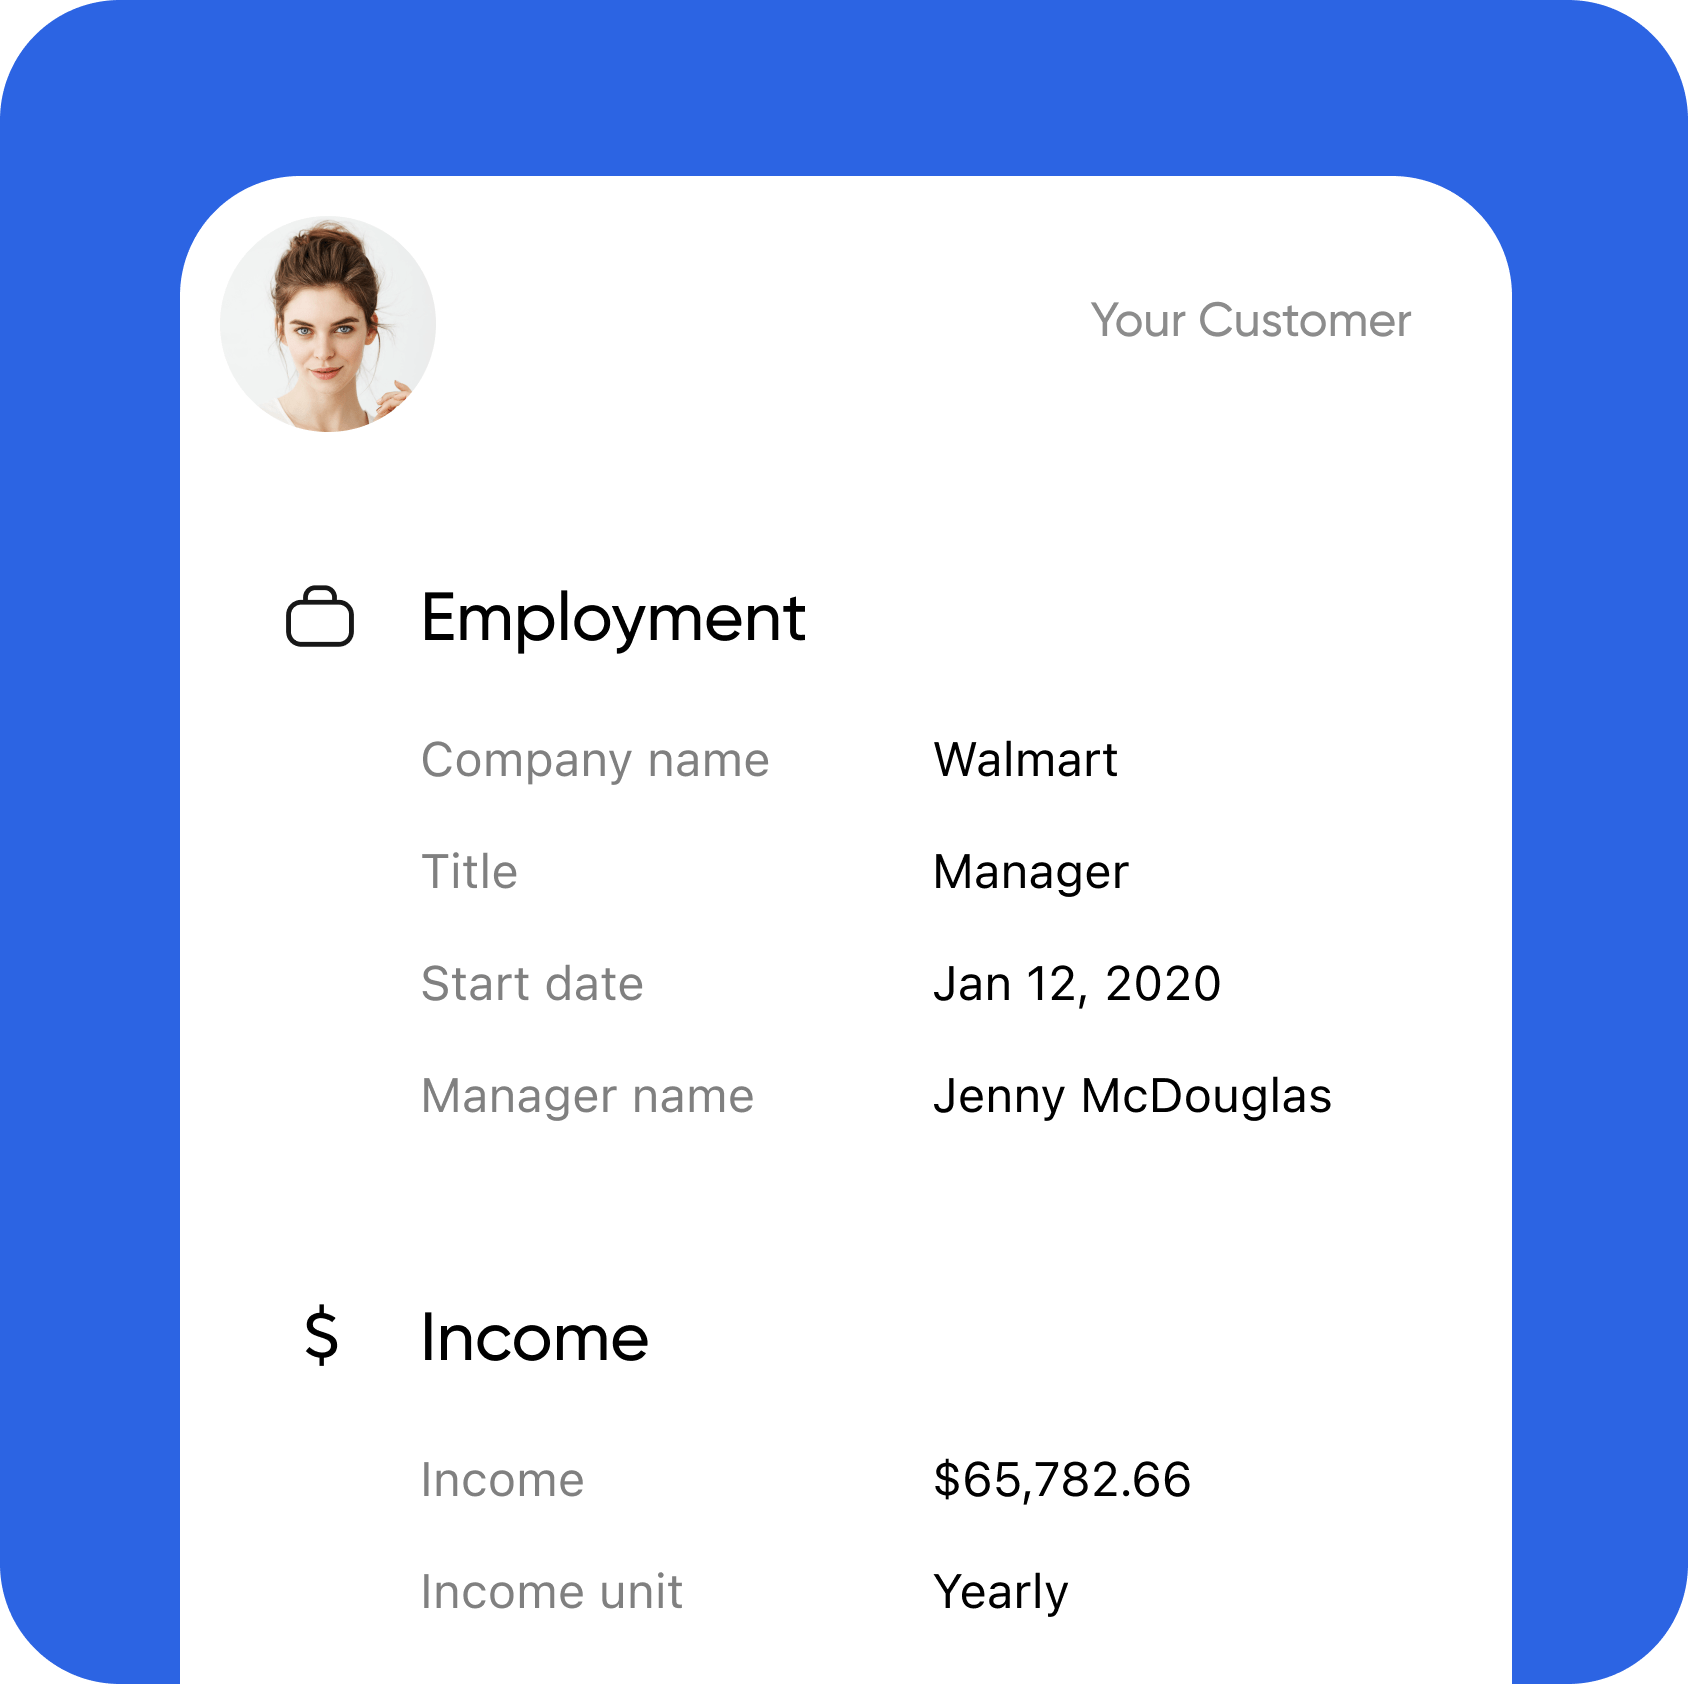 Your Customer
Employment
Company name Walmart
Title Manager
Start date Jan 12, 2020
Manager name Jenny McDouglas
$ Income
Income $65,782.66
Income unit Yearly